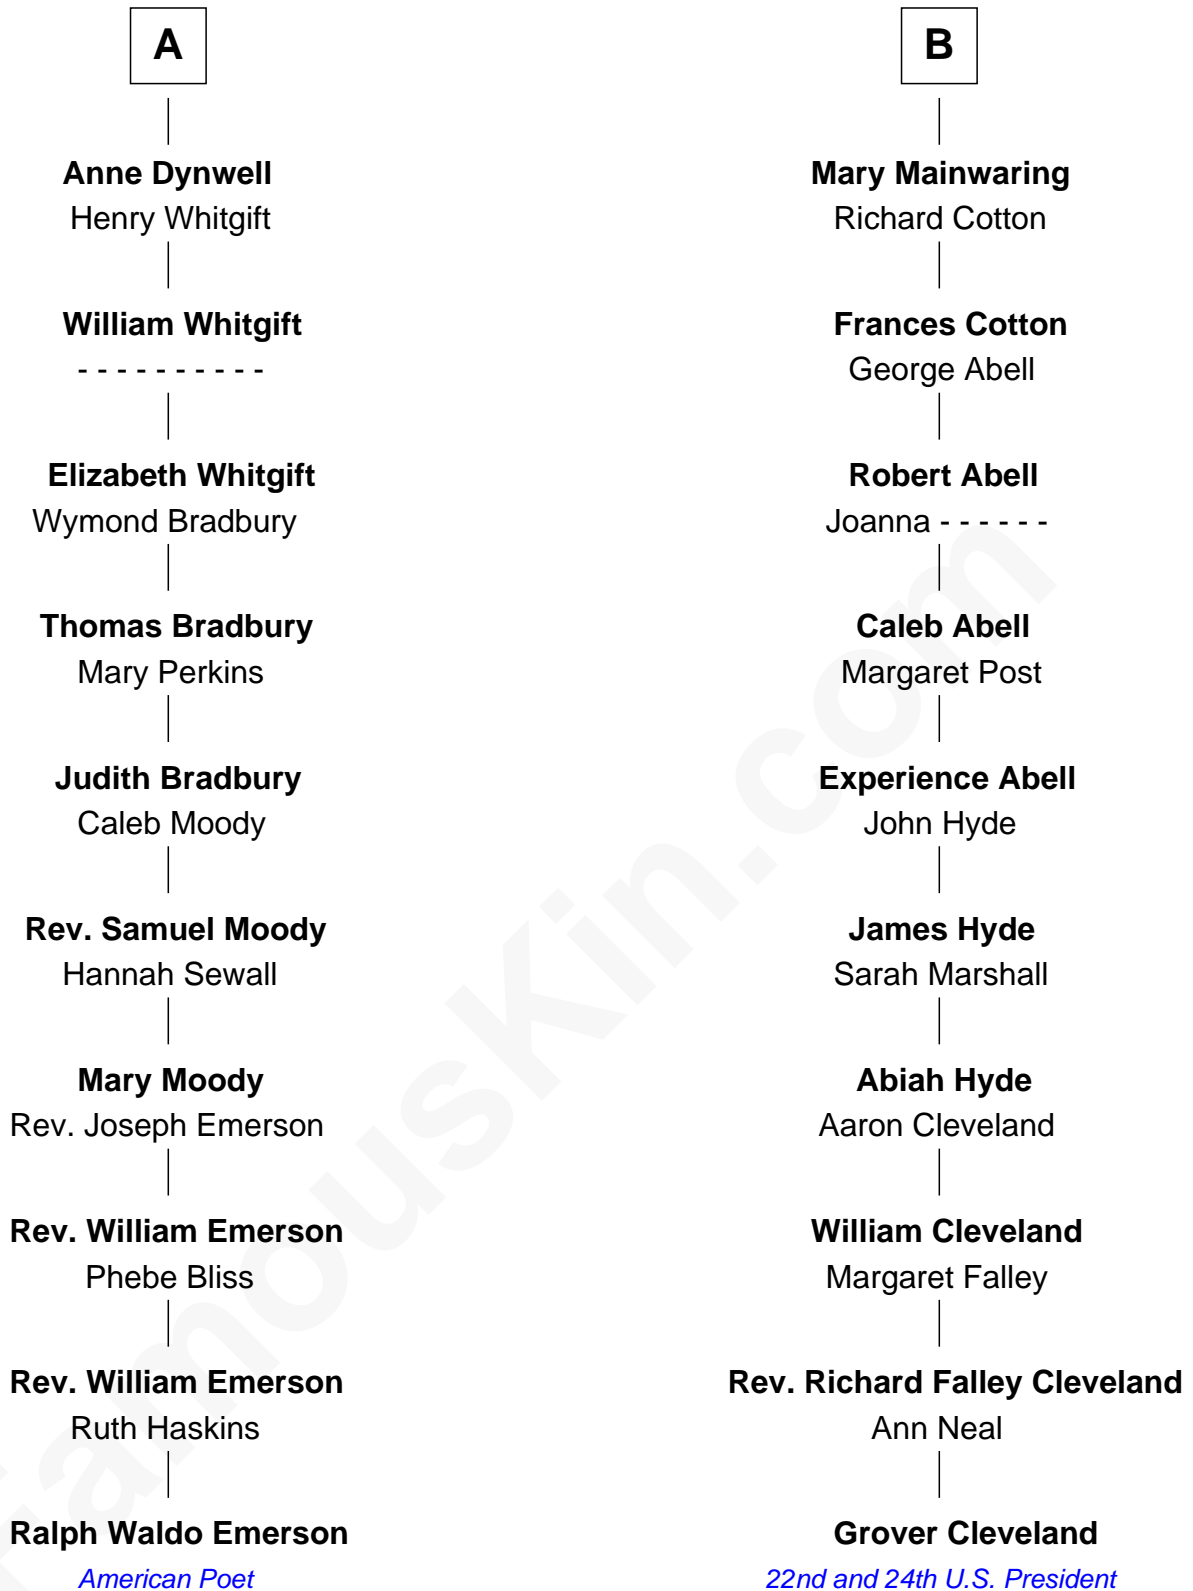 A
Anne Dynwell
Henry Whitgift
William Whitgift
- - - - - - - - - -
Elizabeth Whitgift
Wymond Bradbury
Thomas Bradbury
Mary Perkins
Judith Bradbury
Caleb Moody
Rev. Samuel Moody
Hannah Sewall
Mary Moody
Rev. Joseph Emerson
Rev. William Emerson
Phebe Bliss
Rev. William Emerson
Ruth Haskins
Ralph Waldo Emerson
American Poet
B
Mary Mainwaring
Richard Cotton
Frances Cotton
George Abell
Robert Abell
Joanna - - - - - -
Caleb Abell
Margaret Post
Experience Abell
John Hyde
James Hyde
Sarah Marshall
Abiah Hyde
Aaron Cleveland
William Cleveland
Margaret Falley
Rev. Richard Falley Cleveland
Ann Neal
Grover Cleveland
22nd and 24th U.S. President
FamousKin.com